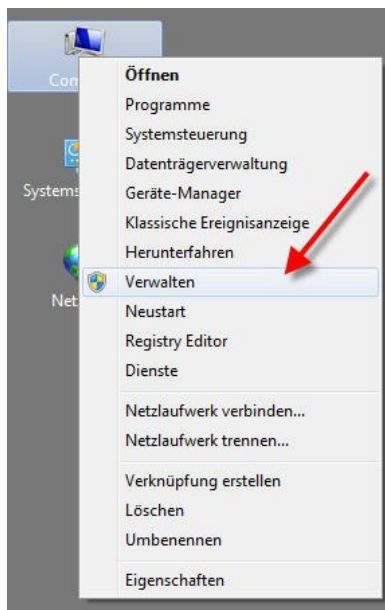 Öffnen
Programme
Systemsteuerung
Datenträgerverwaltung
Geräte-Manager
Klassische Ereignisanzeige
Herunterfahren
Verwalten
Neustart
Registry Editor
Dienste
Netzlaufwerk verbinden...
Netzlaufwerk trennen...
Verknüpfung erstellen
Löschen
Umbenennen
Eigenschaften